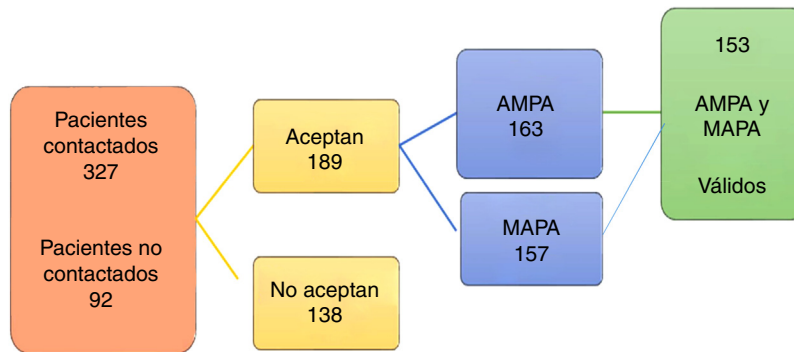 Pacientes
contactados
327
Pacientes no
contactados
92
Aceptan
189
No aceptan
138
AMPA
163
MAPA
157
153
AMPA y
MAPA
Válidos